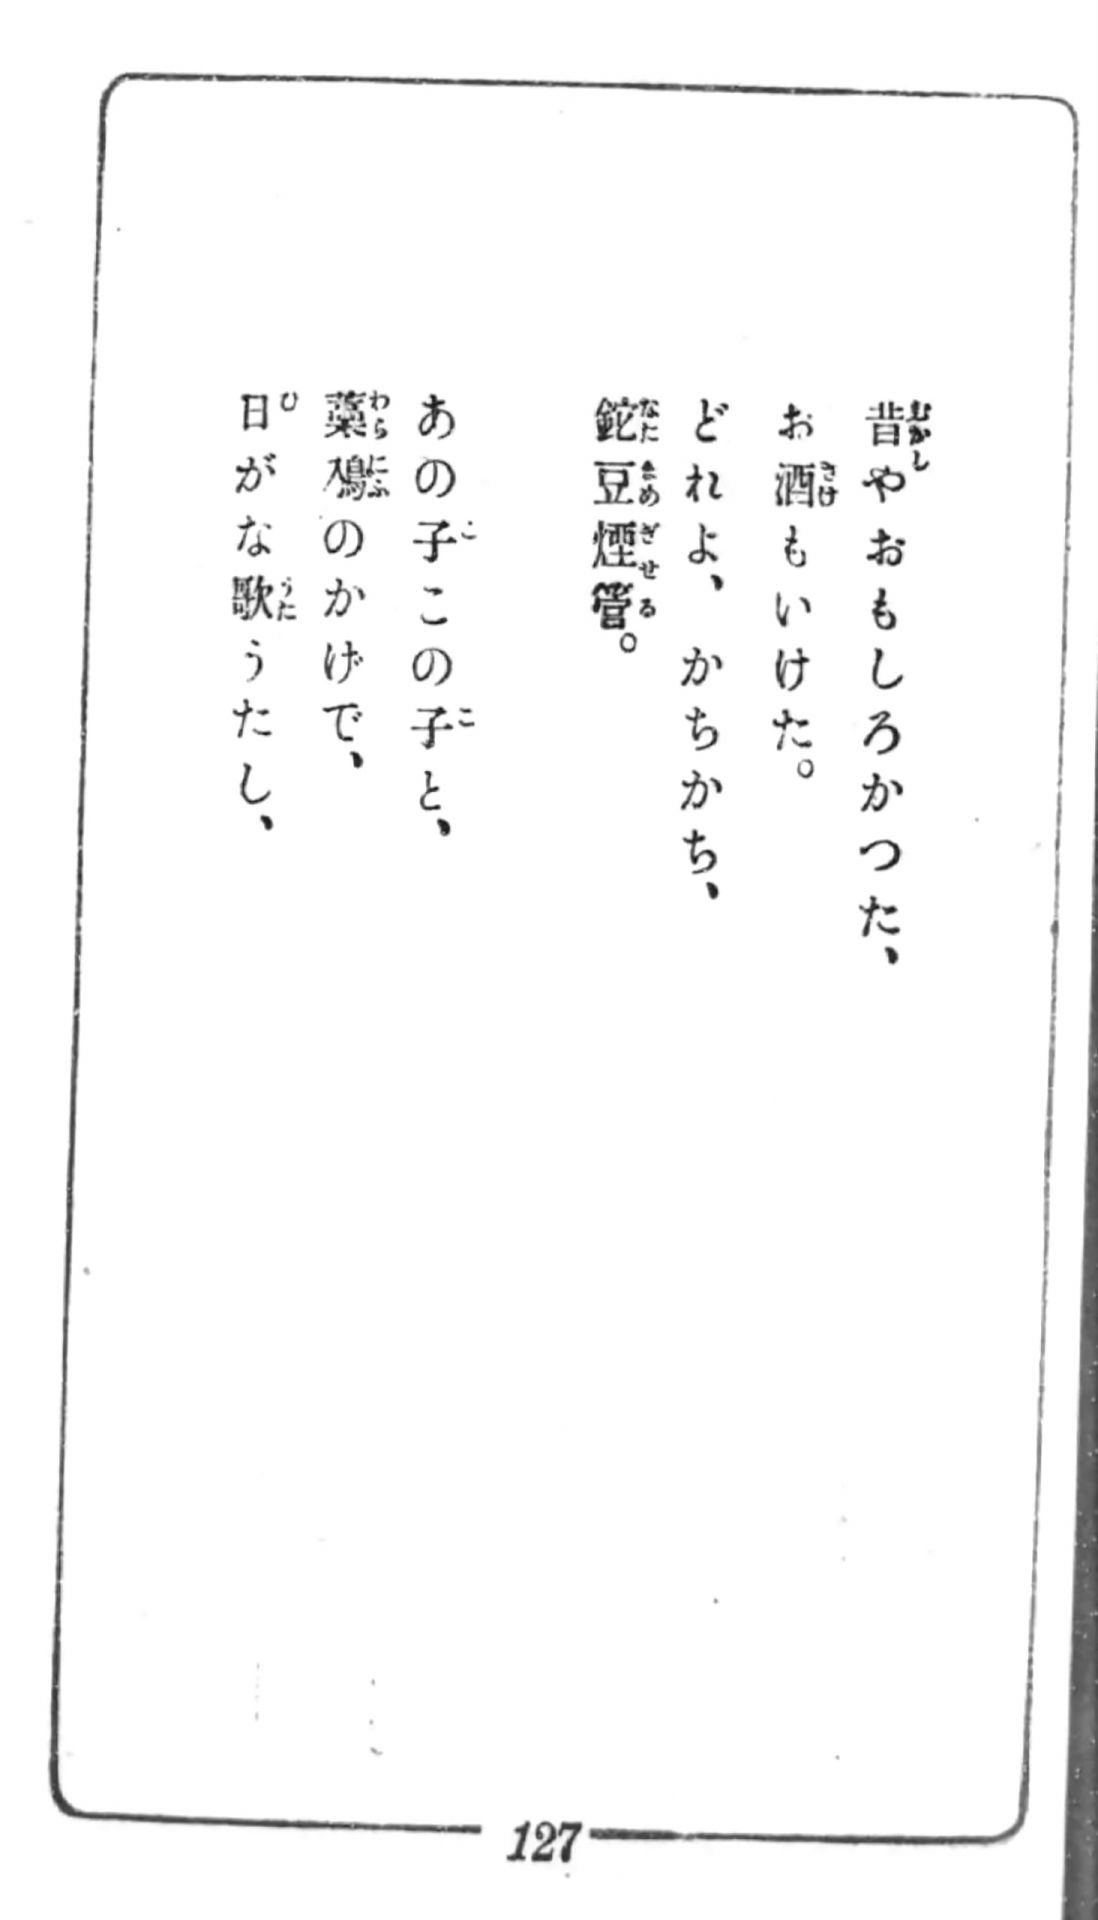 昔やおもしろかつた、
お酒もいけた。
どれよ、かちかち、
鉈豆煙管。
あの子この子と、
藁鳰のかげで、
日がな歌うたし、
127